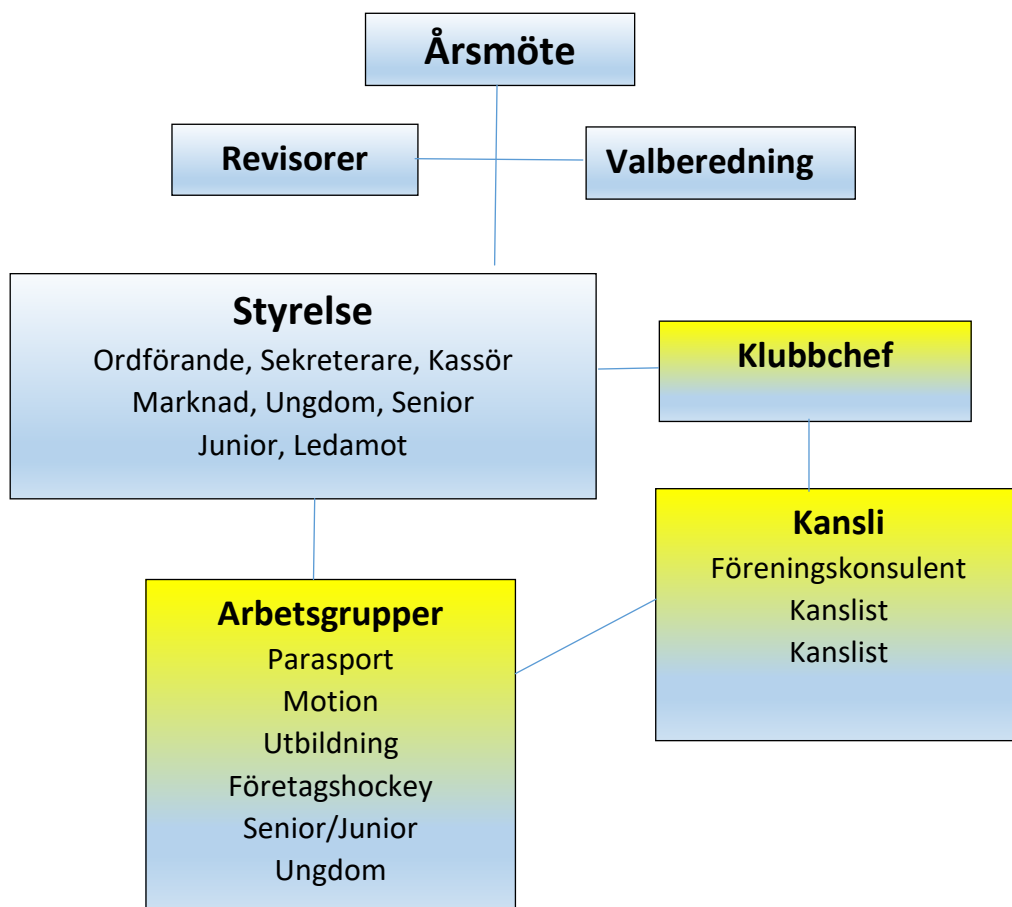 Årsmöte
Revisorer
Valberedning
Styrelse
Ordförande, Sekreterare, Kassör
Marknad, Ungdom, Senior
Junior, Ledamot
Klubbchef
Kansli
Föreningskonsulent
Kanslist
Kanslist
Arbetsgrupper
Parasport
Motion
Utbildning
Företagshockey
Senior/Junior
Ungdom